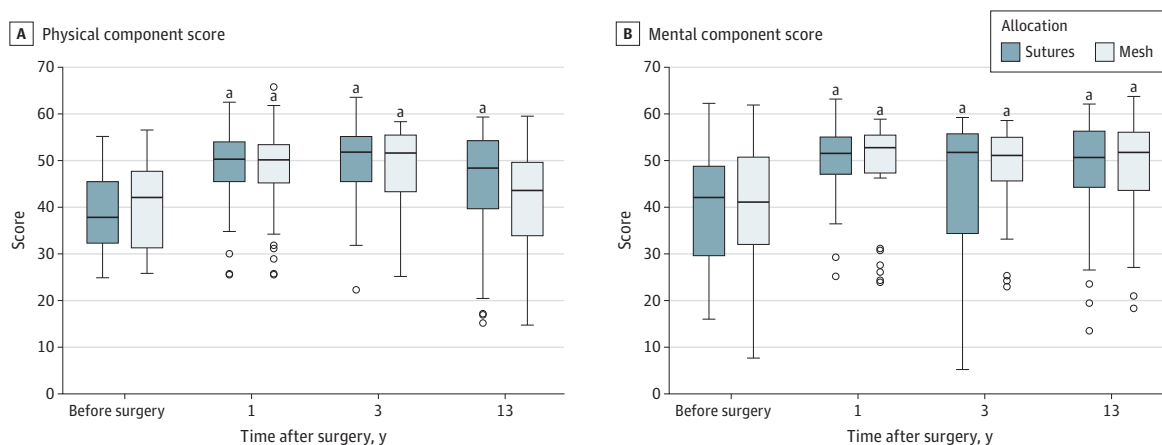 A Physical component score
70
60
50
40
30
20
10
0
Score
a
a
a
a
a
Before surgery
1
3
13
Time after surgery, y
B Mental component score
Allocation
Sutures
Mesh
70
60
50
40
30
20
10
0
Score
a
a
a
a
a
a
Before surgery
1
3
13
Time after surgery, y